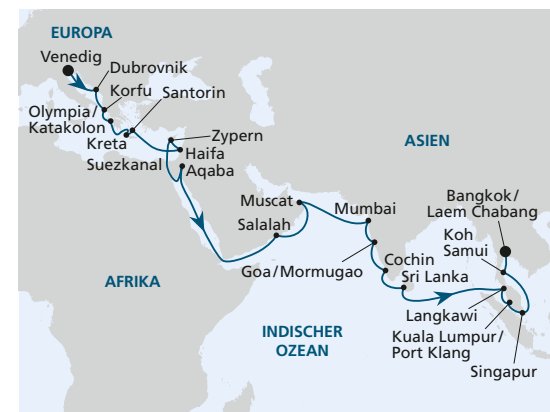 EUROPA
Venedig
Dubrovnik
Korfu
Santorin
Olympia/
Katakolon
Kreta
Zypern
Suezkanal
Haifa
Aqaba
ASIEN
Muscat
Mumbai
Bangkok/
Laem Chabang
Salalah
Koh
Samui
Goa/Mormugao
Cochin
Sri Lanka
AFRIKA
Langkawi
INDISCHER
OZEAN
Kuala Lumpur/
Port Klang
Singapur